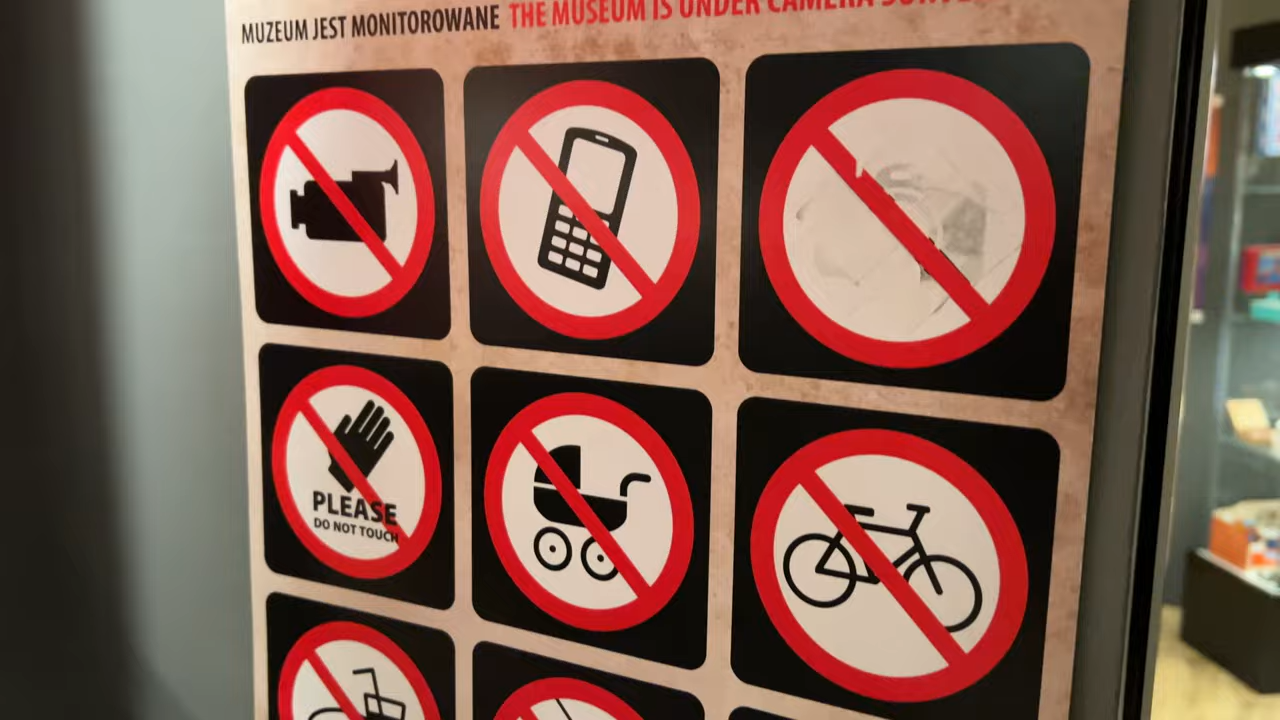 MUZEUM JEST MONITOROWANE THE MUSEUM IS UNDER CAMERA
PLEASE
DO NOT TOUCH